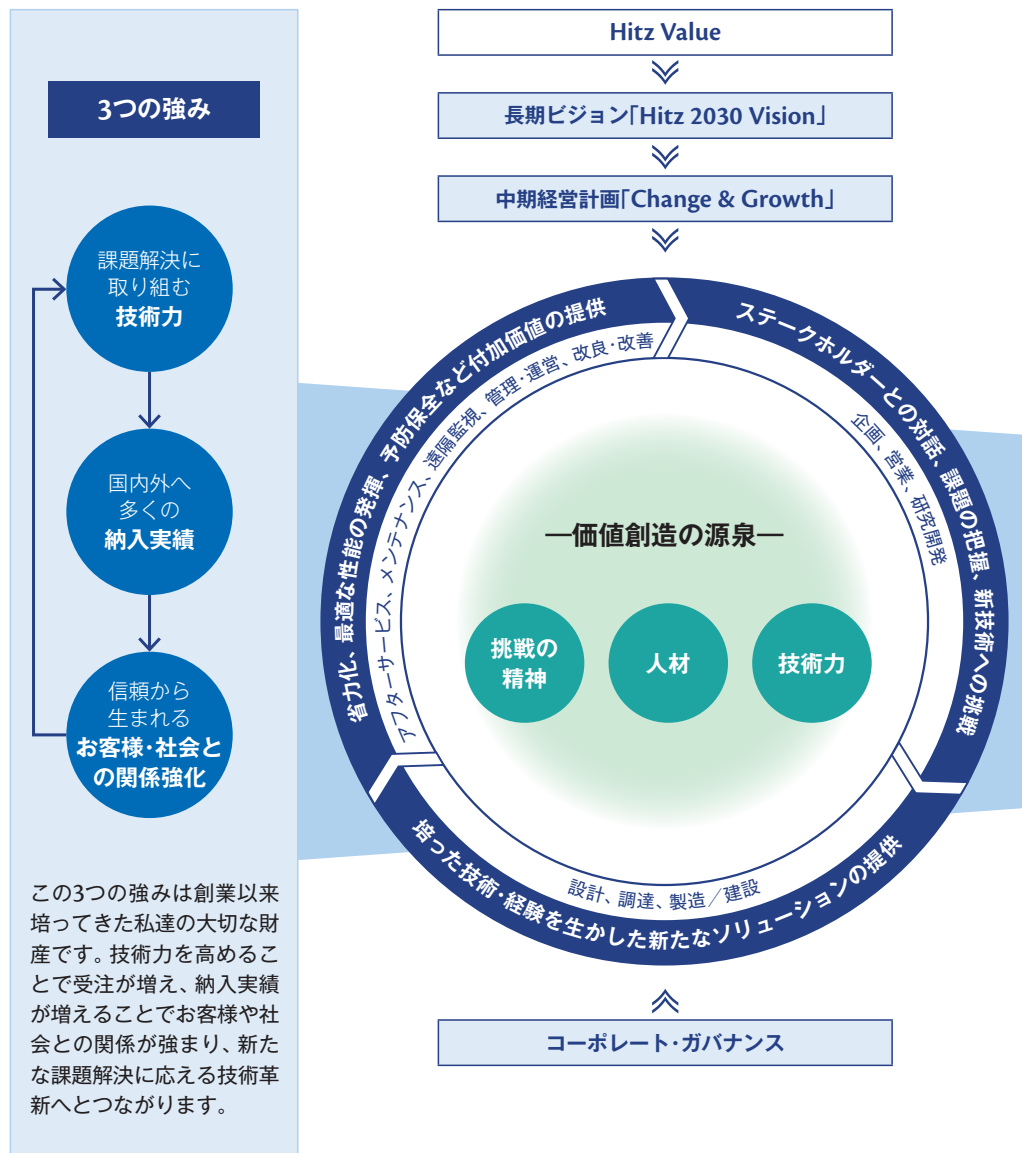 3つの強み
課題解決に
取り組む
技術力
国内外へ
多くの
納入実績
信頼から
生まれる
お客様・社会と
の関係強化
この3つの強みは創業以来
培ってきた私達の大切な財
産です。技術力を高めるこ
とで受注が増え、納入実績
が増えることでお客様や社
会との関係が強まり、新た
な課題解決に応える技術革
新へとつながります。
Hitz Value
長期ビジョン「Hitz 2030 Vision」
中期経営計画「Change & Growth」
ステークホルダーとの対話、課題の把握、新技術への挑戦
企画、営業、研究開発
培った技術・経験を生かした新たなソリューションの提供
設計、調達、製造／建設
省力化、最適な性能の発揮、予防保全など付加価値の提供
アフターサービス、メンテナンス、遠隔監視、管理・運営、改良・改善
―価値創造の源泉―
挑戦の
精神
人材
技術力
コーポレート・ガバナンス